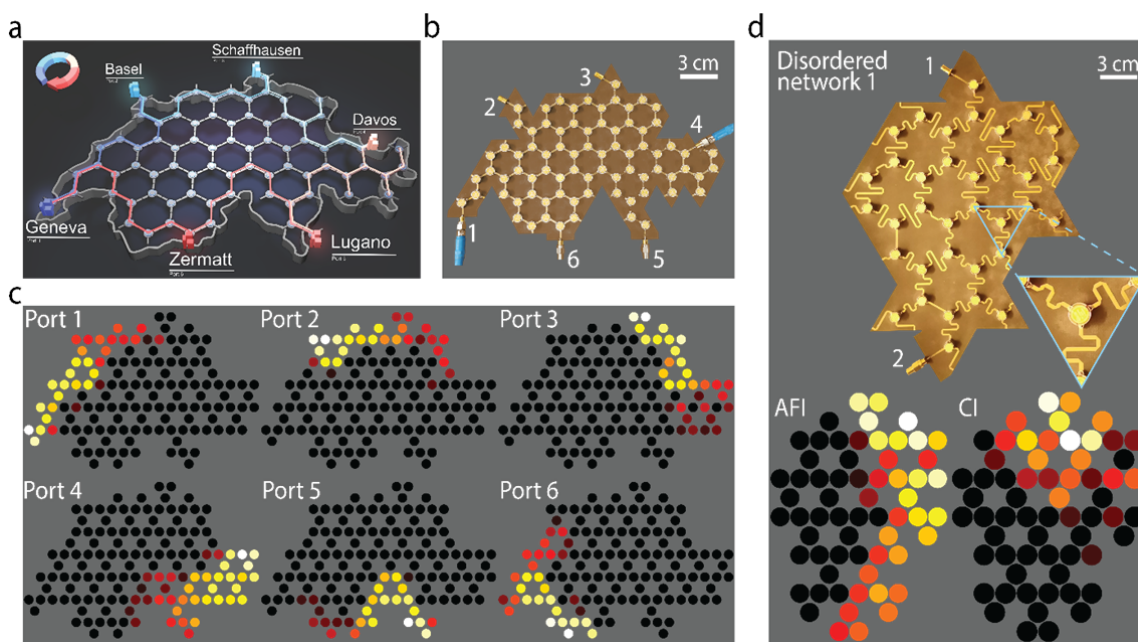 a
Schaffhausen
Basel
Davos
Geneva
Zermatt
Lugano
b
3 cm
1
2
3
4
5
6
c
Port 1
Port 2
Port 3
Port 4
Port 5
Port 6
d
Disordered
network 1
3 cm
1
2
AFI
CI